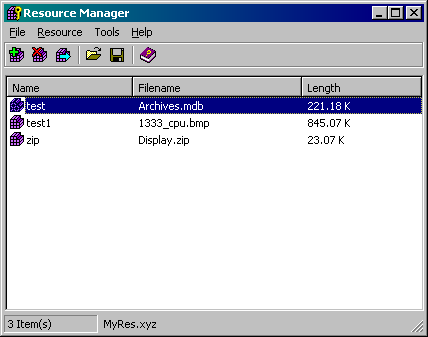 Resource Manager
File Resource Tools Help
Name Filename Length
test Archives.mdb 221.18 K
test1 1333_cpu.bmp 845.07 K
zip Display.zip 23.07 K
3 Item(s) MyRes.xyz